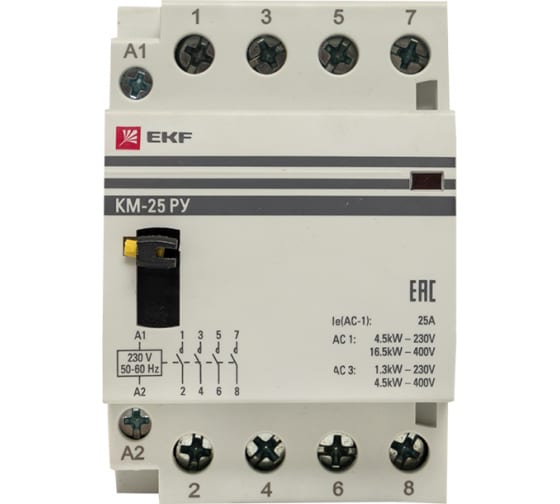 1 3 5 7
A1
EKF
КМ-25 РУ
EAC
Ie(AC-1): 25A
AC 1: 4.5kW – 230V
16.5kW – 400V
AC 3: 1.3kW – 230V
4.5kW – 400V
A1 1 3 5 7
230 V
50-60 Hz
A2 2 4 6 8
A2
2 4 6 8